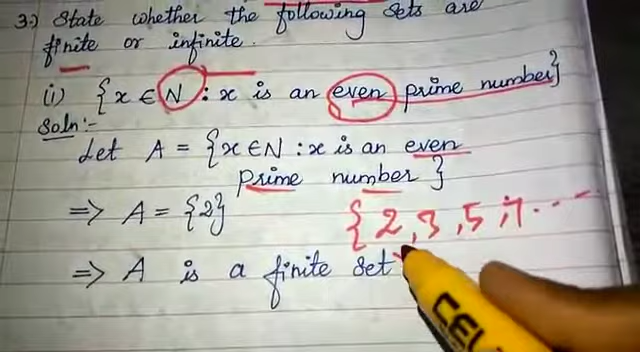 3.) State whether the following sets are
finite or infinite.
(i) {x ∈ N : x is an even prime number}
Soln:-
Let A = {x ∈ N : x is an even
prime number}
⇒ A = {2}
{2, 3, 5, 7 ....
⇒ A is a finite set
CELLO